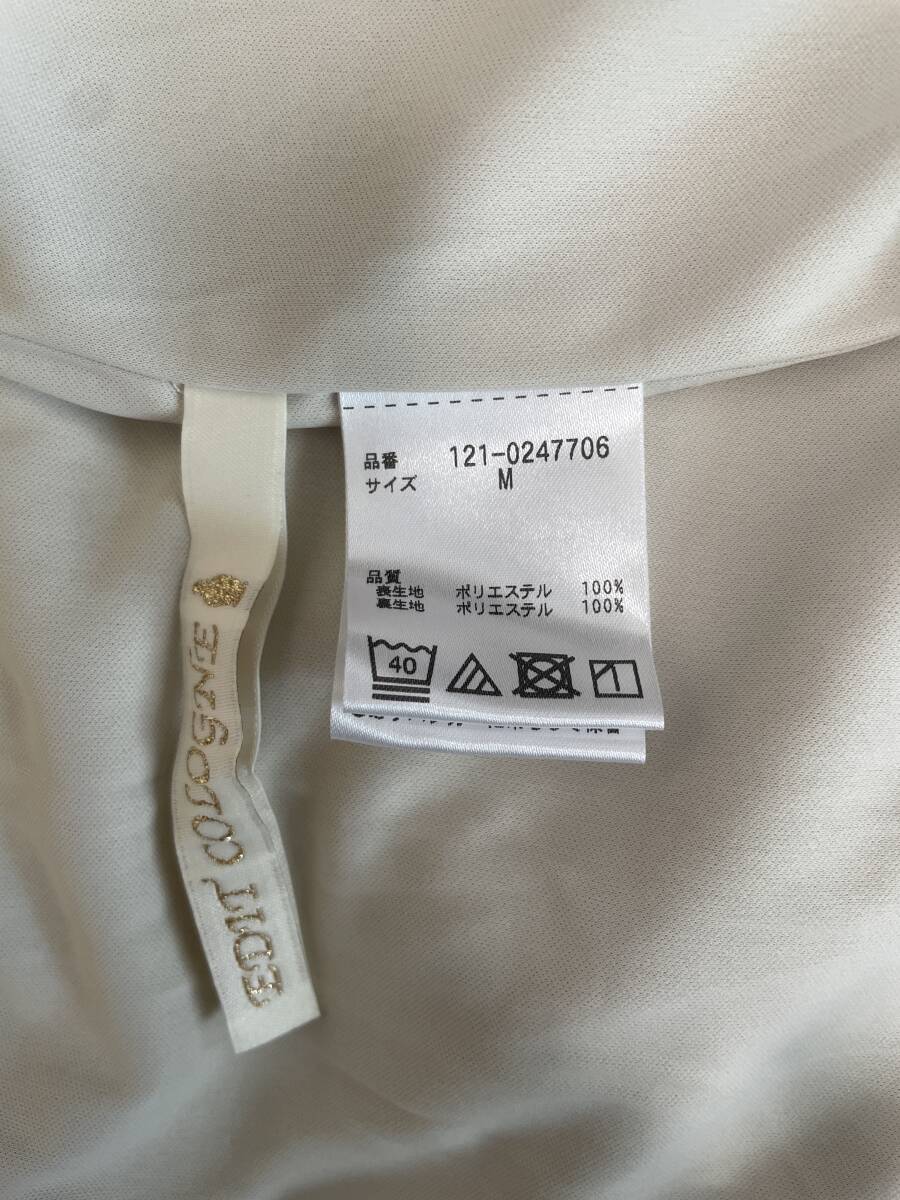 品番 121-0247706
サイズ M
品質
表生地 ポリエステル 100%
裏生地 ポリエステル 100%
40
EDIT
COLOGNE